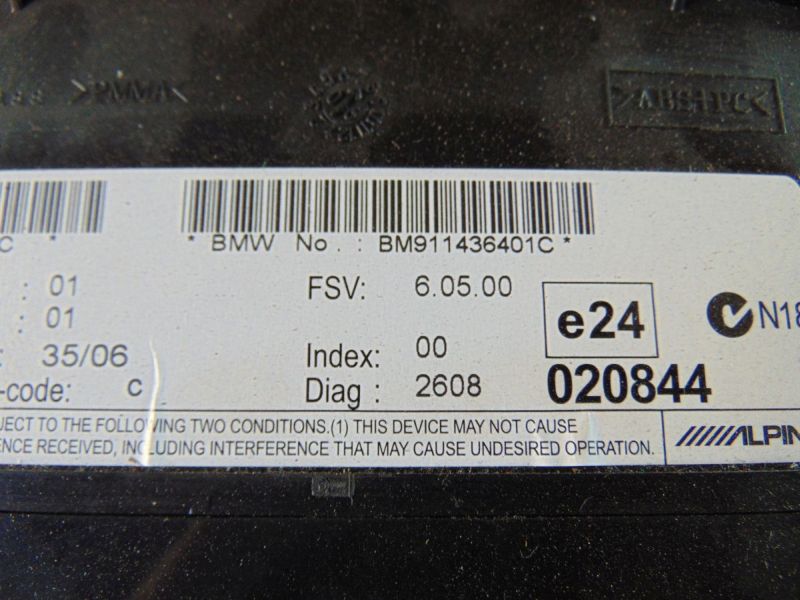 >PMMA<
>ABS+PC<
C *
* BMW No . : BM911436401C *
: 01
FSV: 6.05.00
: 01
e24
N18
: 35/06
Index: 00
-code: C
Diag : 2608
020844
JECT TO THE FOLLOWING TWO CONDITIONS.(1) THIS DEVICE MAY NOT CAUSE
ENCE RECEIVED, INCLUDING INTERFERENCE THAT MAY CAUSE UNDESIRED OPERATION.
ALPIN